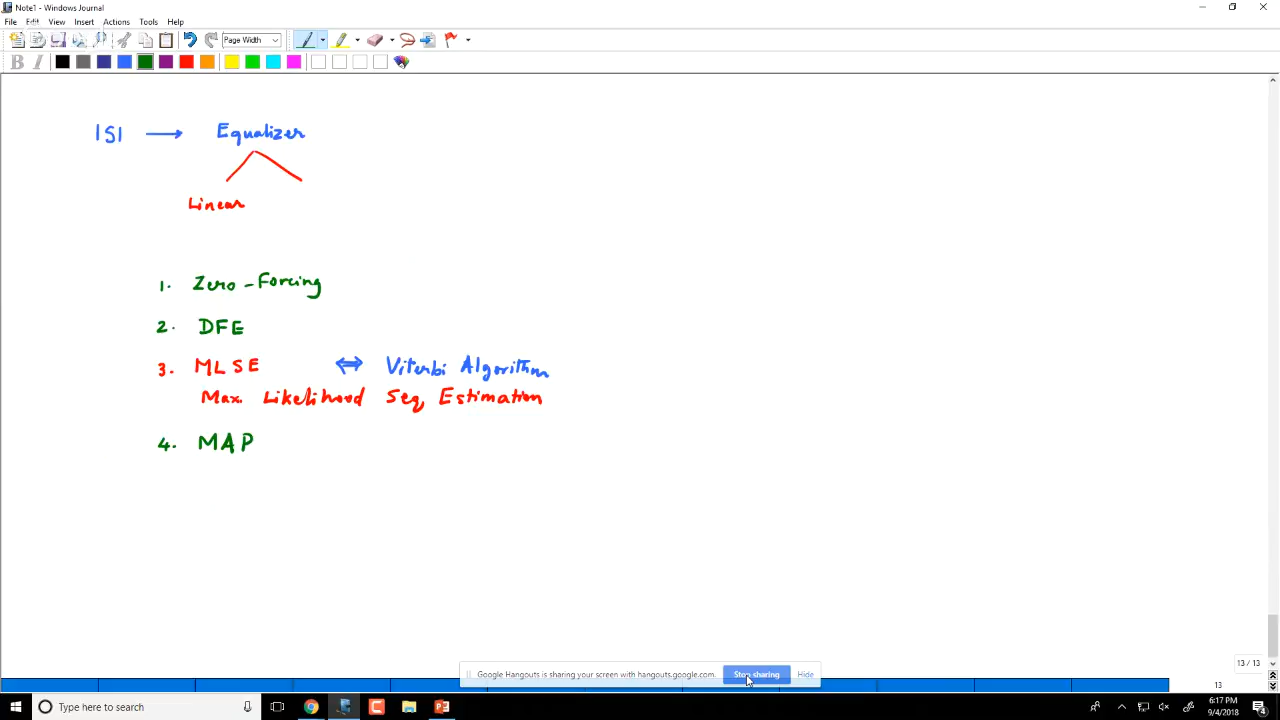 Note1 - Windows Journal
File Edit View Insert Actions Tools Help
Page Width
B I
ISI → Equalizer
Linear
1. Zero-Forcing
2. DFE
3. MLSE ⇔ Viterbi Algorithm
Max. Likelihood Seq Estimation
4. MAP
13 / 13
Google Hangouts is sharing your screen with hangouts.google.com.
Stop sharing
Hide
13
Type here to search
6:17 PM
9/4/2018
4